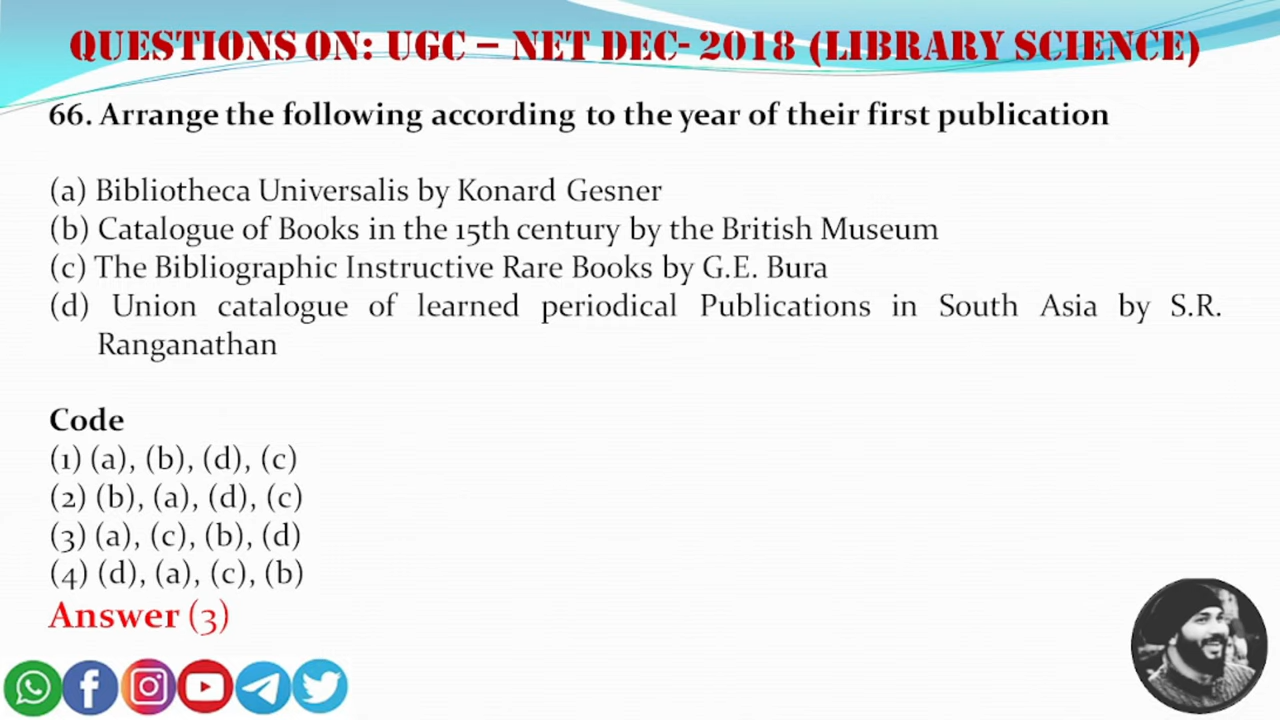 QUESTIONS ON: UGC – NET DEC- 2018 (LIBRARY SCIENCE)
66. Arrange the following according to the year of their first publication
(a) Bibliotheca Universalis by Konard Gesner
(b) Catalogue of Books in the 15th century by the British Museum
(c) The Bibliographic Instructive Rare Books by G.E. Bura
(d) Union catalogue of learned periodical Publications in South Asia by S.R.
Ranganathan
Code
(1) (a), (b), (d), (c)
(2) (b), (a), (d), (c)
(3) (a), (c), (b), (d)
(4) (d), (a), (c), (b)
Answer (3)